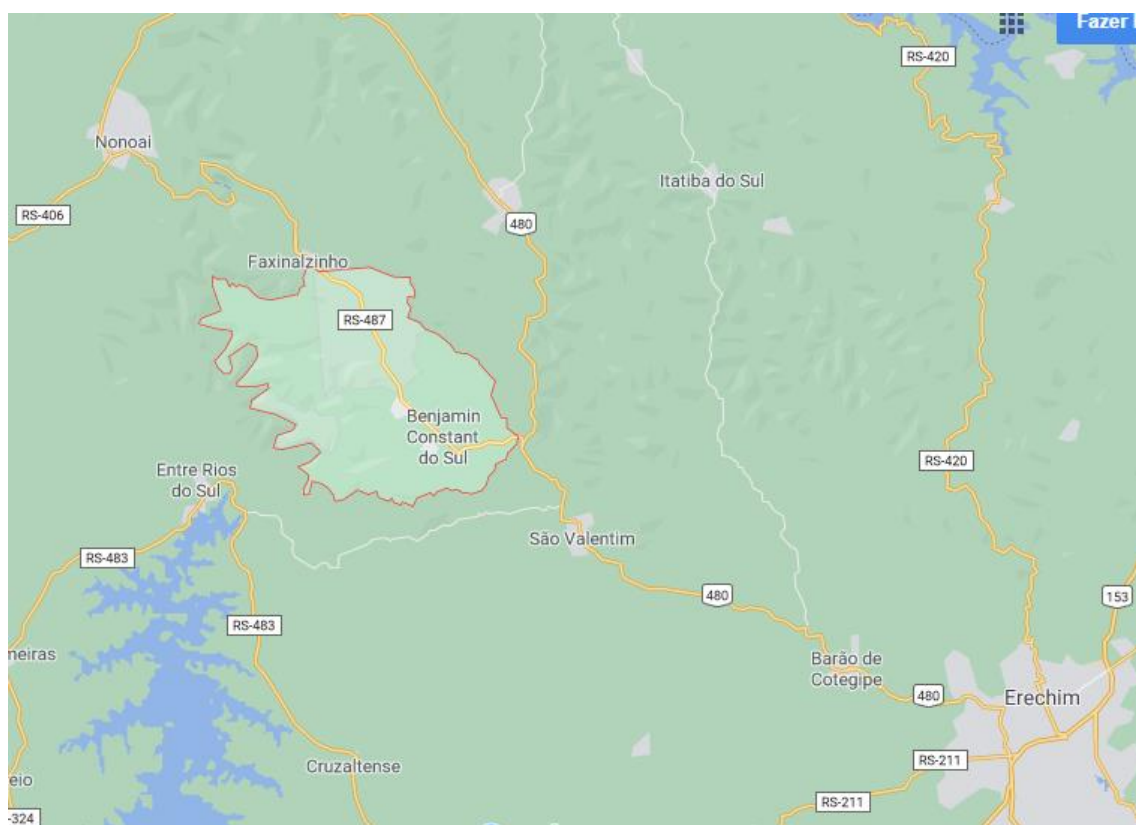 Fazer
RS-420
Nonoai
Itatiba do Sul
RS-406
480
Faxinalzinho
RS-487
Benjamin
Constant
do Sul
Entre Rios
do Sul
RS-420
São Valentim
RS-483
480
153
RS-483
meiras
Barão de
Cotegipe
480
Erechim
RS-211
Cruzaltense
eio
RS-211
-324